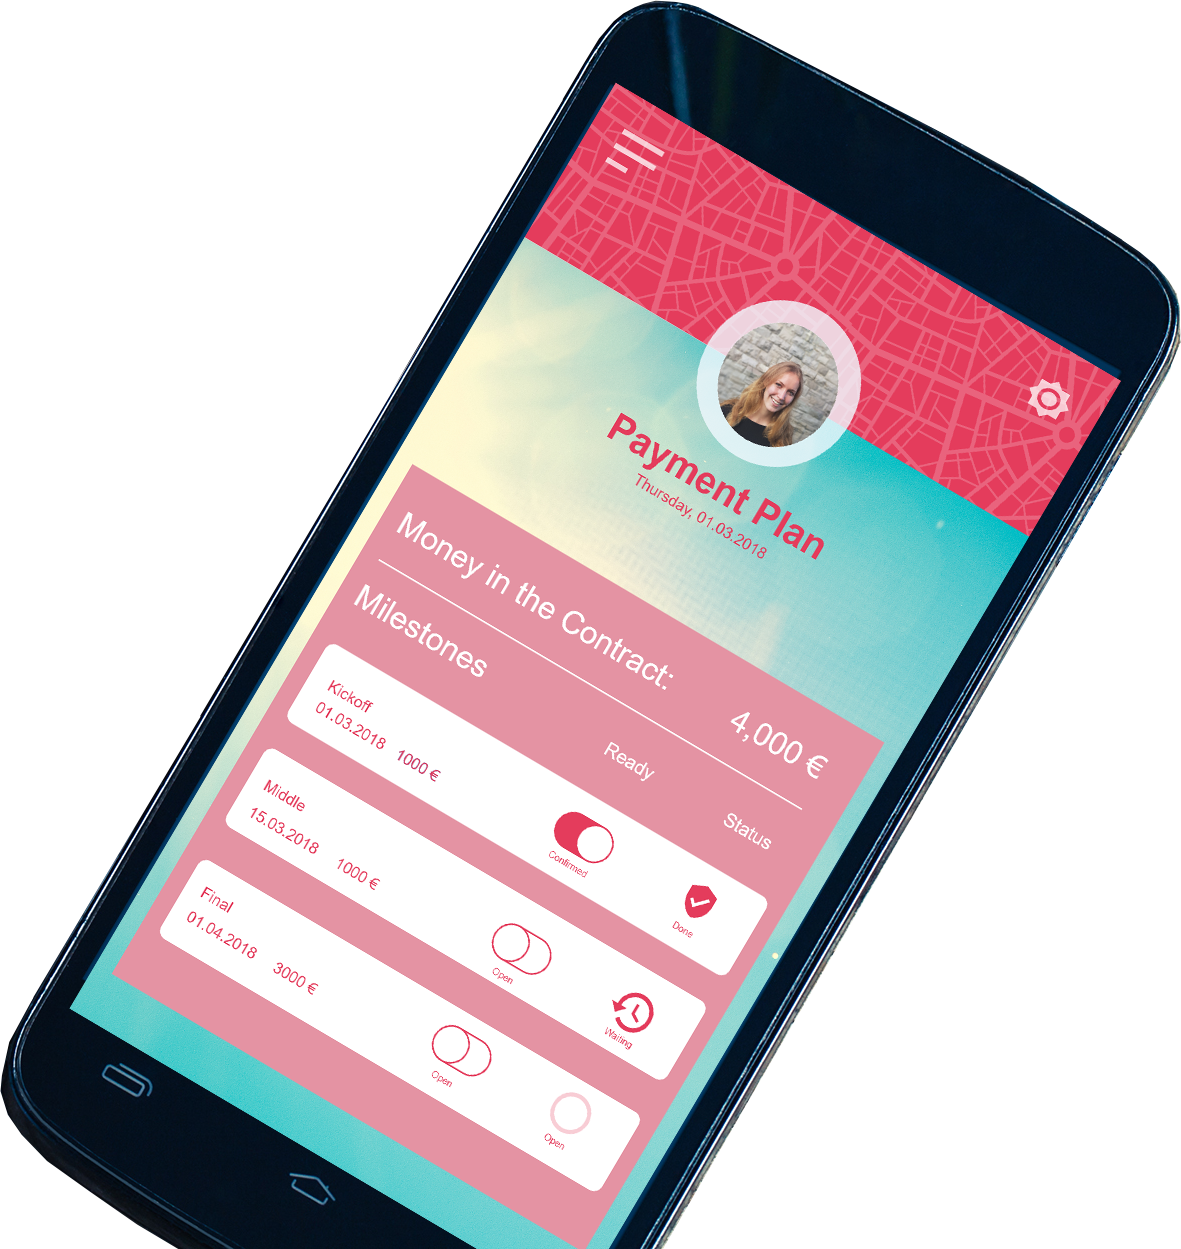 Payment Plan
Thursday, 01.03.2018
Money in the Contract:
4,000 €
Milestones
Ready
Status
Kickoff
01.03.2018 1000 €
Confirmed
Done
Middle
15.03.2018 1000 €
Open
Waiting
Final
01.04.2018 3000 €
Open
Open